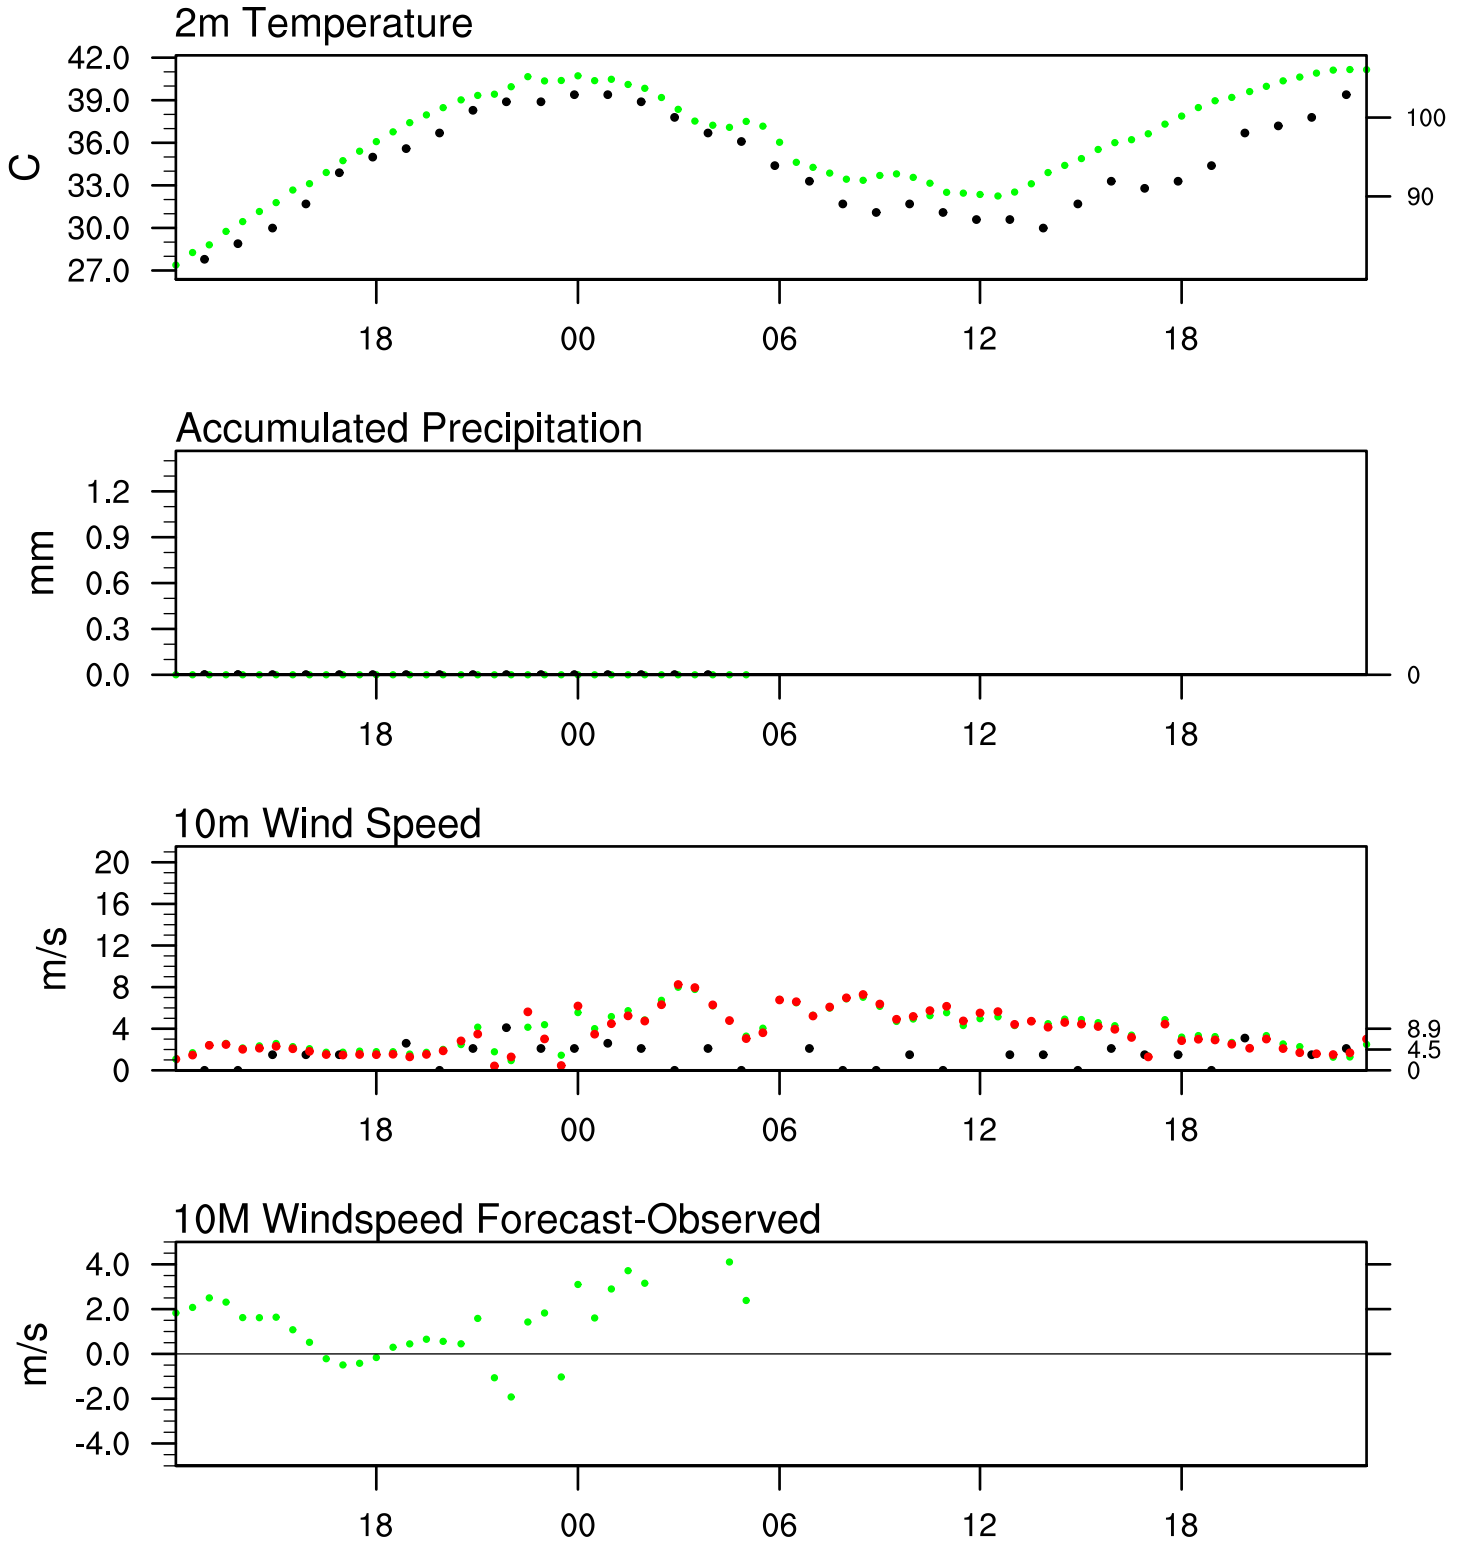 2m Temperature
42.0
39.0
36.0
33.0
30.0
27.0
C
100
90
18 00 06 12 18
Accumulated Precipitation
1.2
0.9
0.6
0.3
0.0
mm
0
18 00 06 12 18
10m Wind Speed
20
16
12
8
4
0
m/s
8.9
4.5
0
18 00 06 12 18
10M Windspeed Forecast-Observed
4.0
2.0
0.0
-2.0
-4.0
m/s
18 00 06 12 18